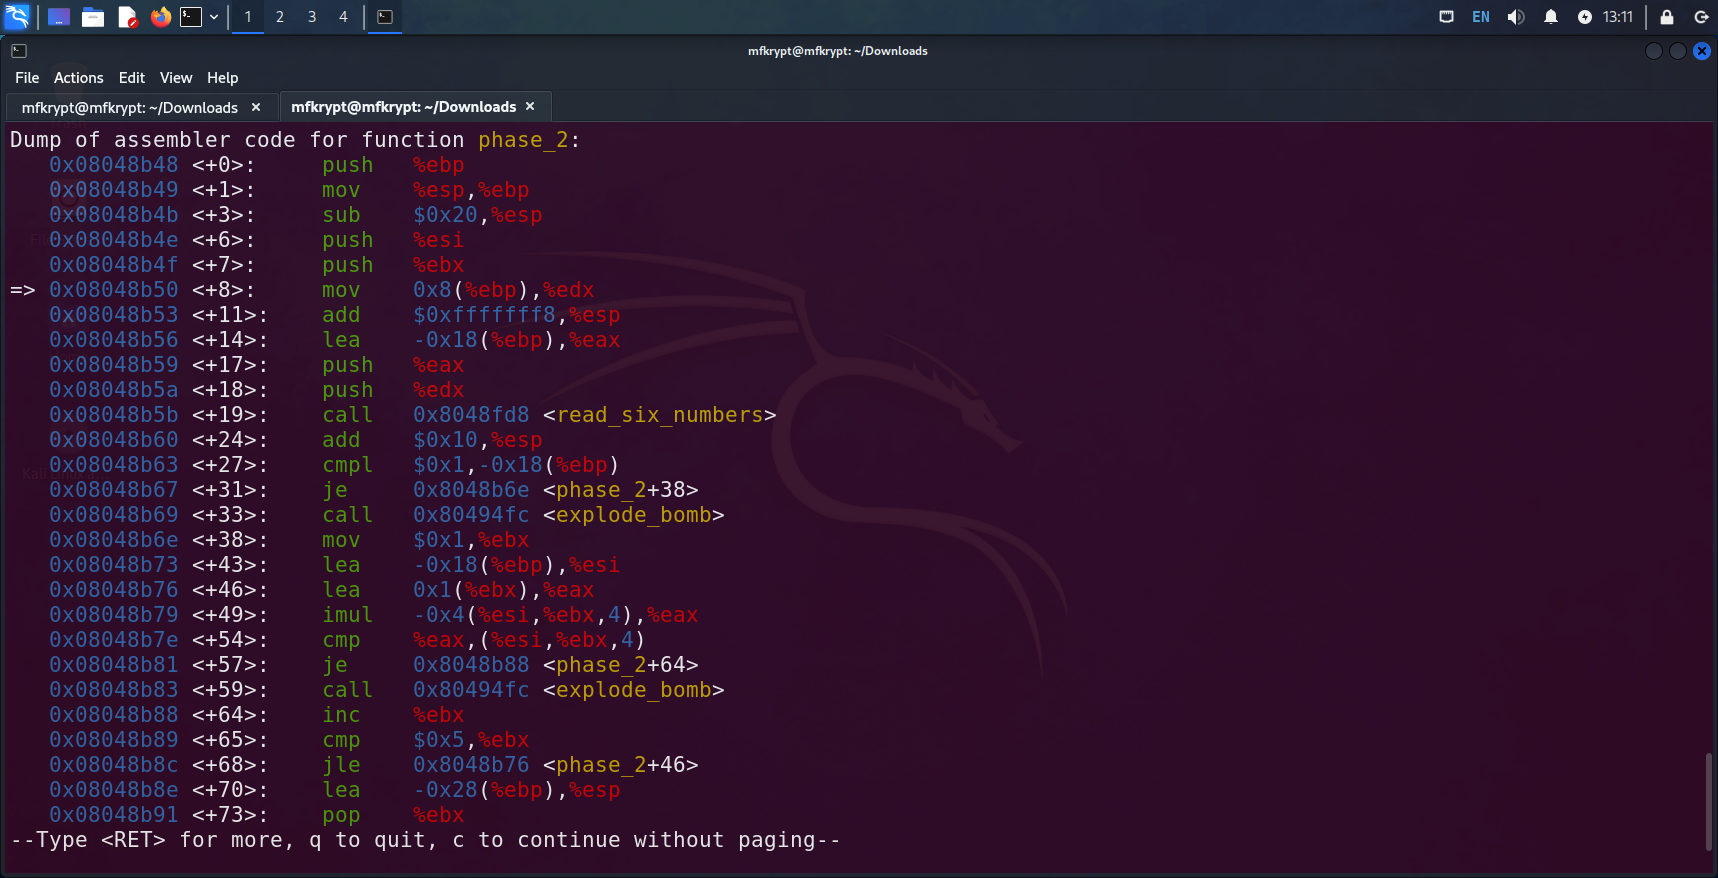 1 2 3 4 EN 13:11
mfkrypt@mfkrypt: ~/Downloads
File Actions Edit View Help
mfkrypt@mfkrypt: ~/Downloads × mfkrypt@mfkrypt: ~/Downloads ×
Dump of assembler code for function phase_2:
0x08048b48 <+0>: push %ebp
0x08048b49 <+1>: mov %esp,%ebp
0x08048b4b <+3>: sub $0x20,%esp
0x08048b4e <+6>: push %esi
0x08048b4f <+7>: push %ebx
=> 0x08048b50 <+8>: mov 0x8(%ebp),%edx
0x08048b53 <+11>: add $0xfffffff8,%esp
0x08048b56 <+14>: lea -0x18(%ebp),%eax
0x08048b59 <+17>: push %eax
0x08048b5a <+18>: push %edx
0x08048b5b <+19>: call 0x8048fd8 <read_six_numbers>
0x08048b60 <+24>: add $0x10,%esp
0x08048b63 <+27>: cmpl $0x1,-0x18(%ebp)
0x08048b67 <+31>: je 0x8048b6e <phase_2+38>
0x08048b69 <+33>: call 0x80494fc <explode_bomb>
0x08048b6e <+38>: mov $0x1,%ebx
0x08048b73 <+43>: lea -0x18(%ebp),%esi
0x08048b76 <+46>: lea 0x1(%ebx),%eax
0x08048b79 <+49>: imul -0x4(%esi,%ebx,4),%eax
0x08048b7e <+54>: cmp %eax,(%esi,%ebx,4)
0x08048b81 <+57>: je 0x8048b88 <phase_2+64>
0x08048b83 <+59>: call 0x80494fc <explode_bomb>
0x08048b88 <+64>: inc %ebx
0x08048b89 <+65>: cmp $0x5,%ebx
0x08048b8c <+68>: jle 0x8048b76 <phase_2+46>
0x08048b8e <+70>: lea -0x28(%ebp),%esp
0x08048b91 <+73>: pop %ebx
--Type <RET> for more, q to quit, c to continue without paging--